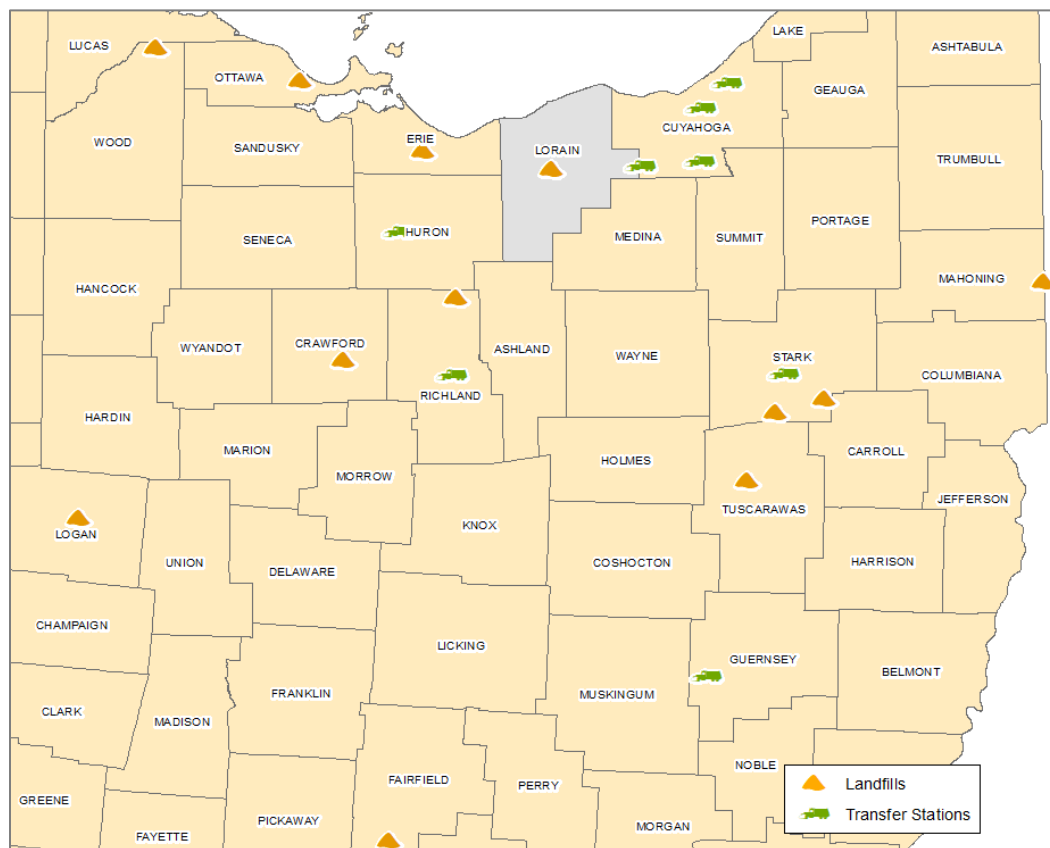 LAKE
LUCAS
ASHTABULA
OTTAWA
GEAUGA
CUYAHOGA
WOOD
ERIE
SANDUSKY
LORAIN
TRUMBULL
PORTAGE
HURON
SENECA
MEDINA
SUMMIT
MAHONING
HANCOCK
CRAWFORD
WYANDOT
ASHLAND
WAYNE
STARK
COLUMBIANA
RICHLAND
HARDIN
MARION
CARROLL
HOLMES
MORROW
JEFFERSON
TUSCARAWAS
KNOX
LOGAN
UNION
COSHOCTON
HARRISON
DELAWARE
CHAMPAIGN
LICKING
GUERNSEY
BELMONT
FRANKLIN
MUSKINGUM
CLARK
MADISON
NOBLE
FAIRFIELD
PERRY
Landfills
GREENE
Transfer Stations
PICKAWAY
MORGAN
FAYETTE